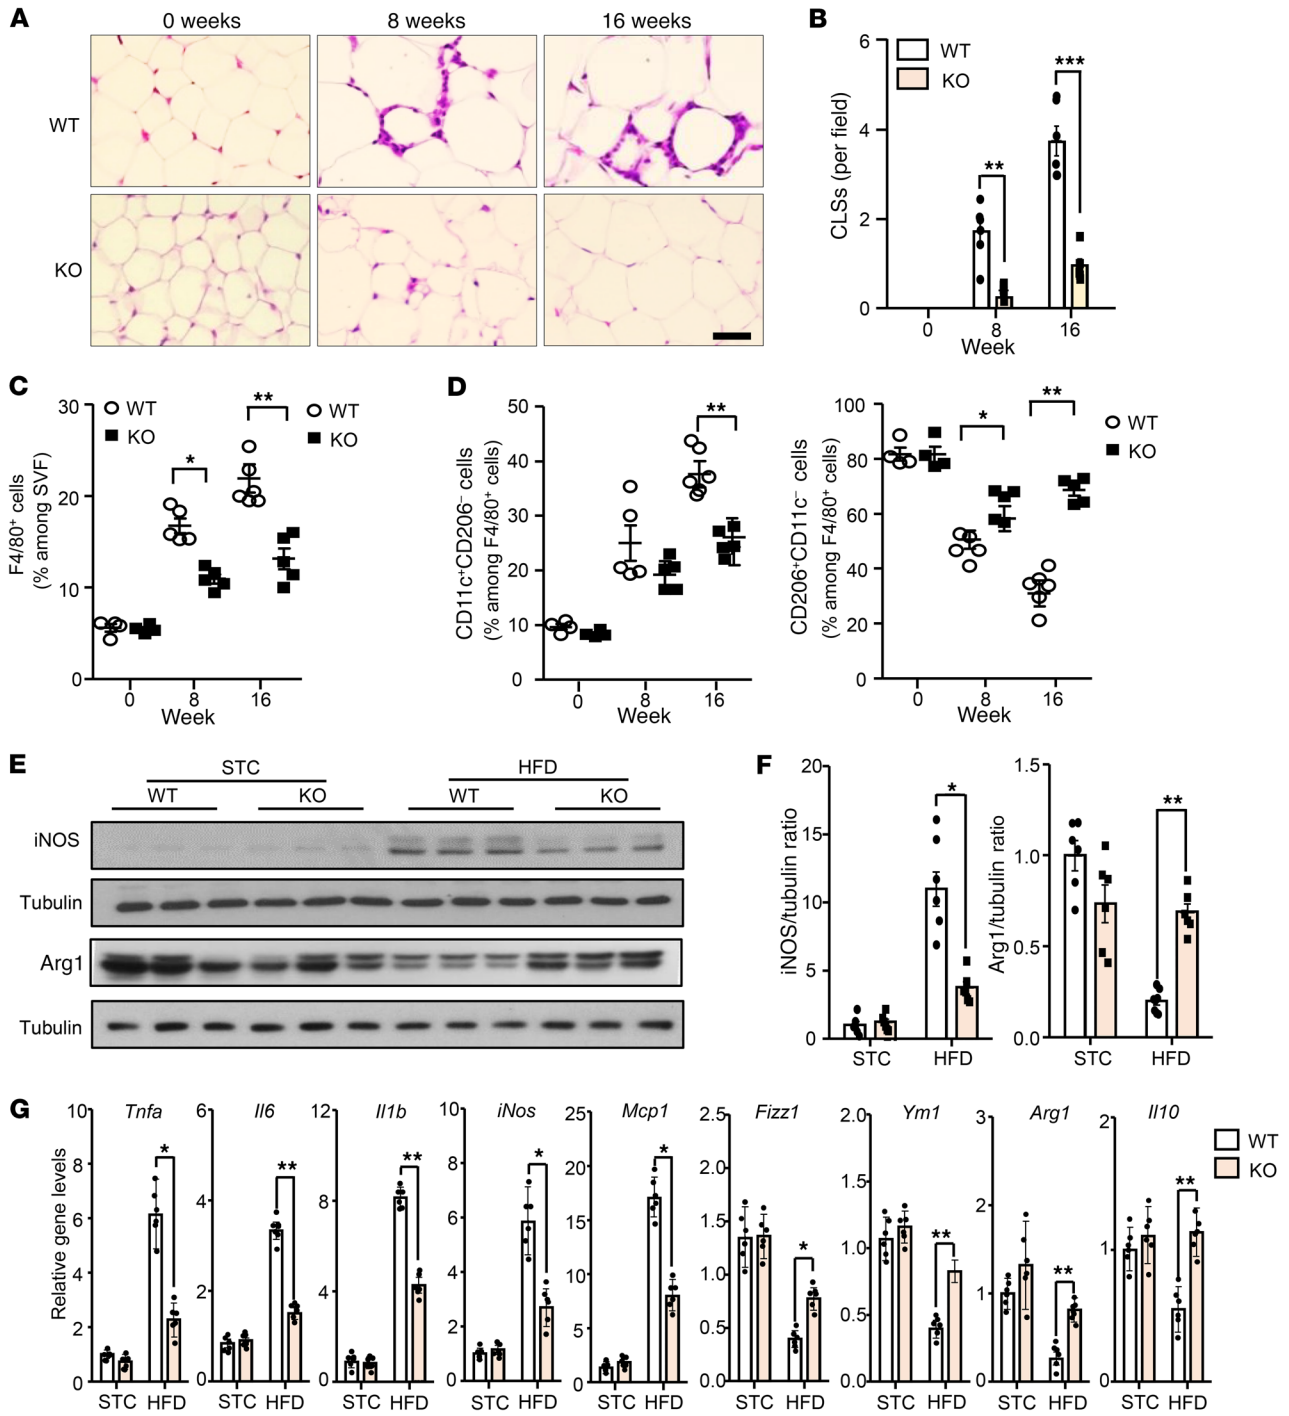 A
0 weeks
8 weeks
16 weeks
WT
KO
B
CLSs (per field)
6
4
2
0
WT
KO
**
***
0
8
16
Week
C
F4/80⁺ cells
(% among SVF)
30
20
10
0
WT
KO
WT
KO
*
**
0
8
16
Week
D
CD11c⁺CD206⁻ cells
(% among F4/80⁺ cells)
50
40
30
20
10
0
**
0
8
16
Week
CD206⁺CD11c⁻ cells
(% among F4/80⁺ cells)
100
80
60
40
20
0
*
**
WT
KO
0
8
16
Week
E
STC
HFD
WT
KO
WT
KO
iNOS
Tubulin
Arg1
Tubulin
F
iNOS/tubulin ratio
20
15
10
5
0
*
STC
HFD
Arg1/tubulin ratio
1.5
1.0
0.5
0.0
**
STC
HFD
G
Relative gene levels
Tnfa
10
8
6
4
2
0
*
STC HFD
Il6
6
4
2
0
**
STC HFD
Il1b
12
8
4
0
**
STC HFD
iNos
10
8
6
4
2
0
*
STC HFD
Mcp1
25
20
15
10
5
0
*
STC HFD
Fizz1
2.5
2.0
1.5
1.0
0.5
0.0
*
STC HFD
Ym1
2.0
1.5
1.0
0.5
0.0
**
STC HFD
Arg1
3
2
1
0
**
STC HFD
Il10
2
1
0
**
STC HFD
WT
KO